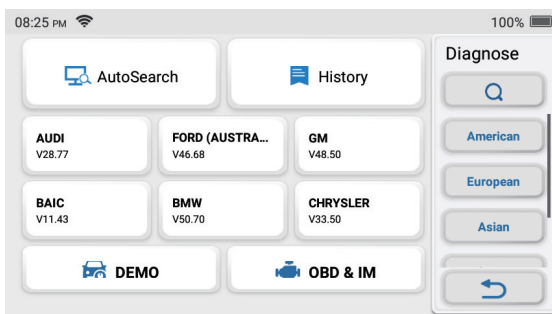 08:25 PM
100%
AutoSearch
History
AUDI
V28.77
FORD (AUSTRA...
V46.68
GM
V48.50
BAIC
V11.43
BMW
V50.70
CHRYSLER
V33.50
DEMO
OBD & IM
Diagnose
American
European
Asian